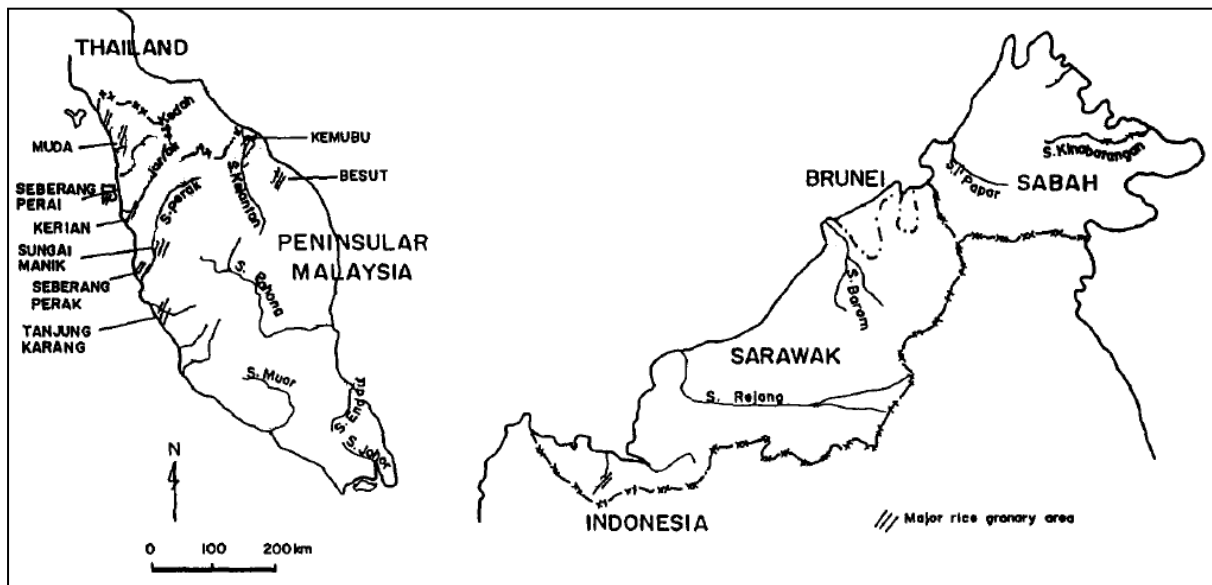 THAILAND
Kedah
Jarrak
MUDA
SEBERANG
PERAI
KERIAN
SUNGAI
MANIK
SEBERANG
PERAK
TANJUNG
KARANG
S. Perak
S. Kelantan
KEMUBU
BESUT
PENINSULAR
MALAYSIA
S. Pahang
S. Muar
S. Endau
S. Johor
N
0 100 200 km
BRUNEI
S. Kinabatangan
S. Papar
SABAH
S. Baram
SARAWAK
S. Rejang
INDONESIA
Major rice granary area